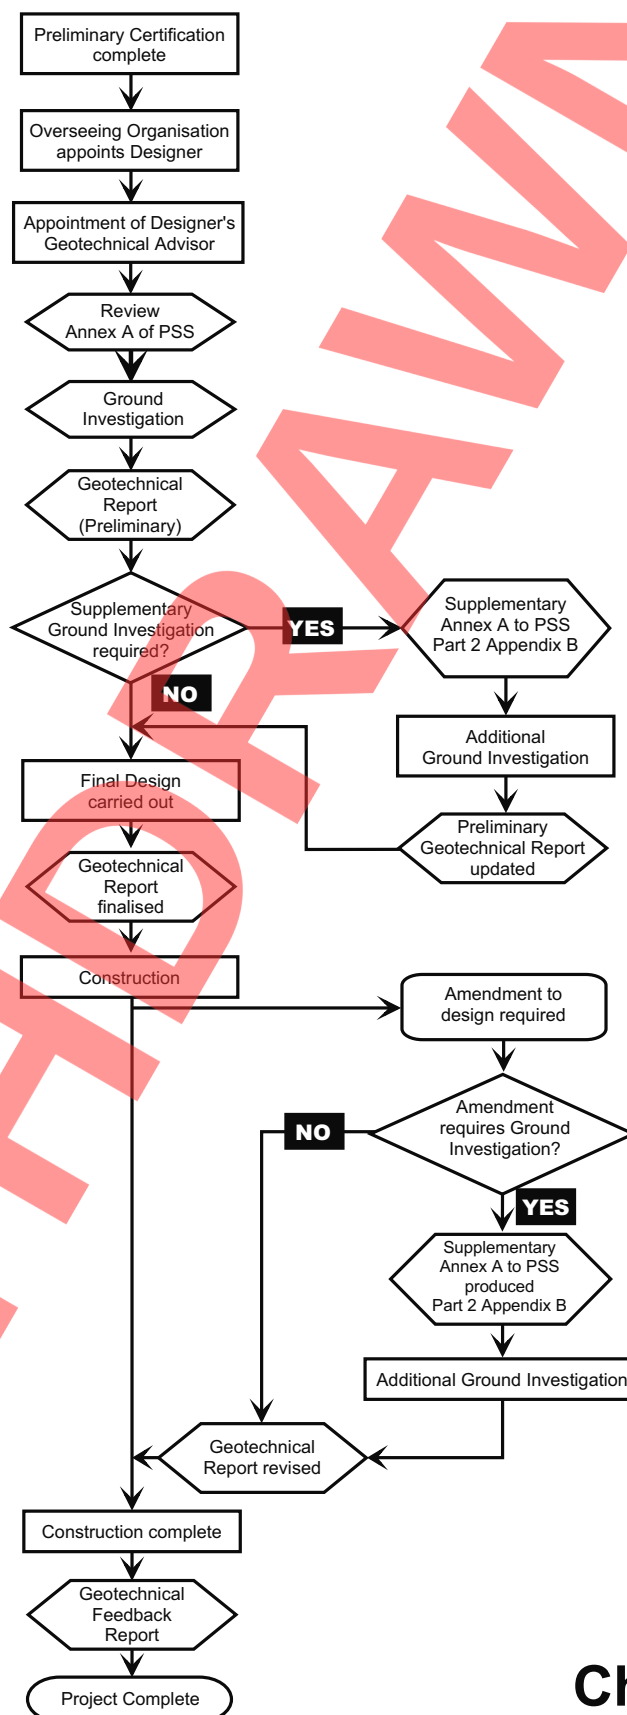 Preliminary Certification
complete
Overseeing Organisation
appoints Designer
Appointment of Designer's
Geotechnical Advisor
Review
Annex A of PSS
Ground
Investigation
Geotechnical
Report
(Preliminary)
Supplementary
Ground Investigation
required?
YES
Supplementary
Annex A to PSS
Part 2 Appendix B
NO
Additional
Ground Investigation
Final Design
carried out
Preliminary
Geotechnical Report
updated
Geotechnical
Report
finalised
Construction
Amendment to
design required
Amendment
requires Ground
Investigation?
NO
YES
Supplementary
Annex A to PSS
produced
Part 2 Appendix B
Additional Ground Investigation
Geotechnical
Report revised
Construction complete
Geotechnical
Feedback
Report
Project Complete
Ch
HDRAW